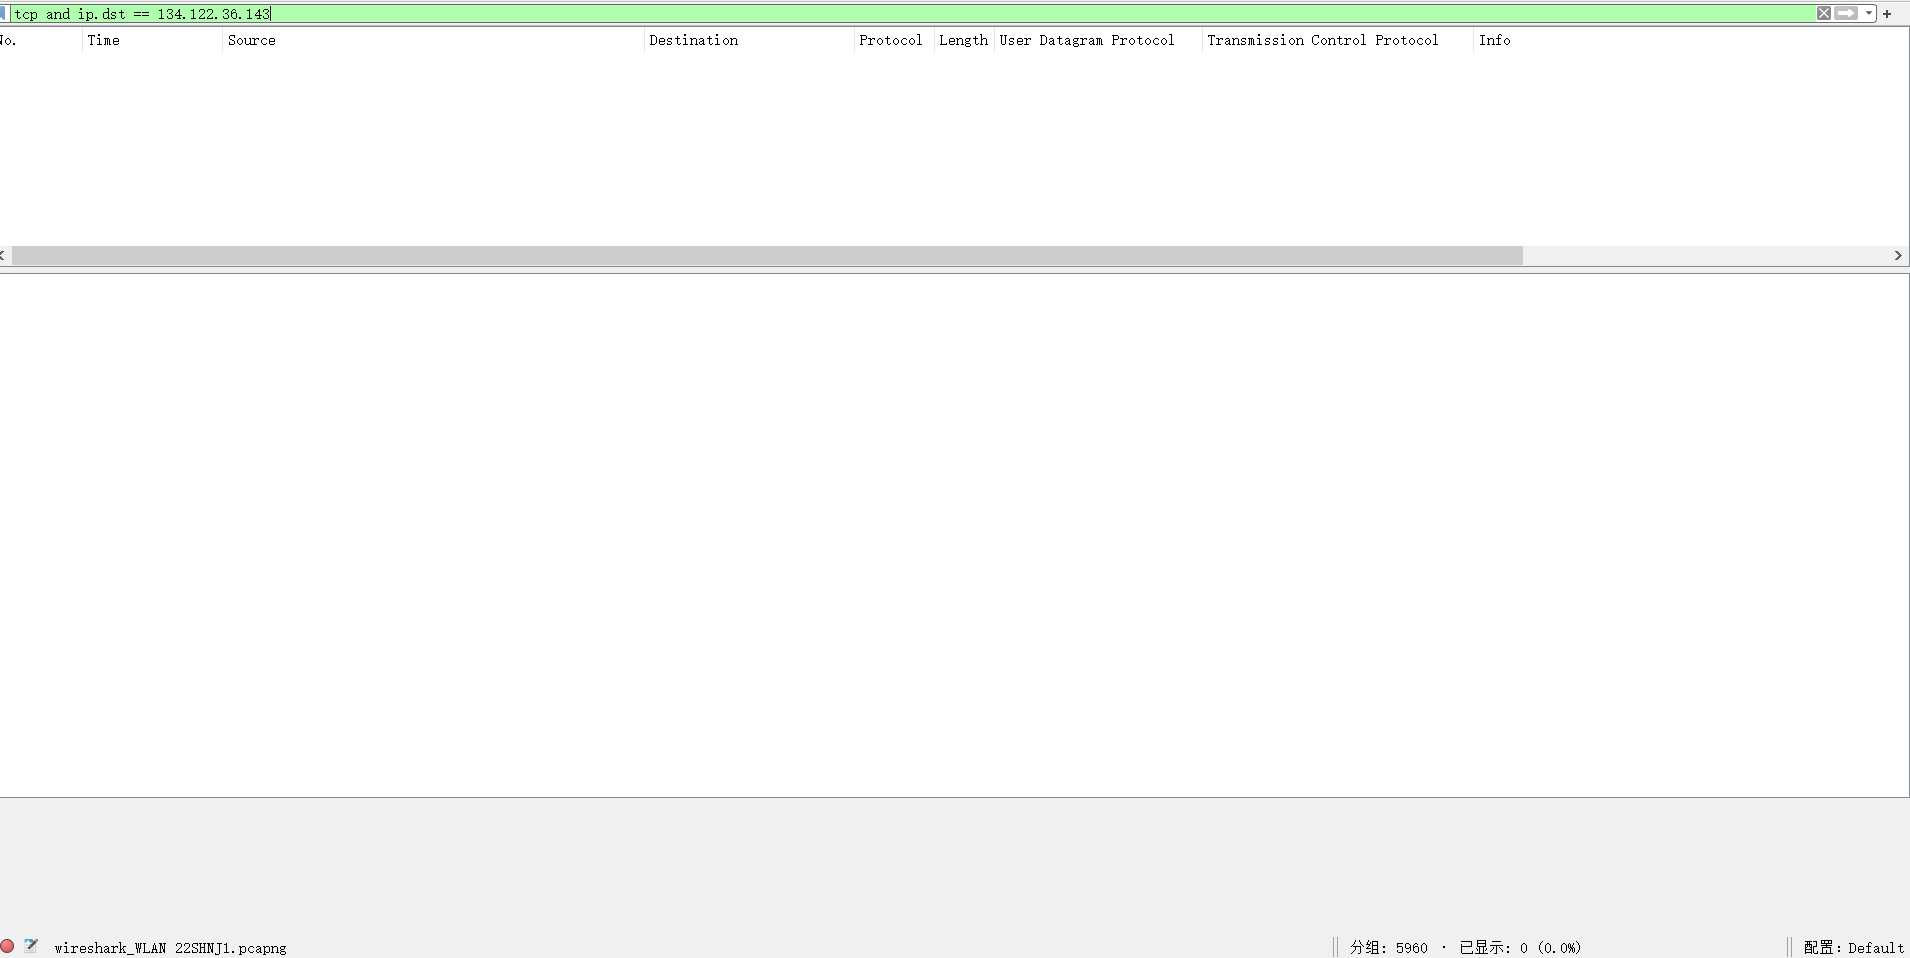 tcp and ip.dst == 134.122.36.143
No. Time Source Destination Protocol Length User Datagram Protocol Transmission Control Protocol Info
wireshark_WLAN 22SHNJ1.pcapng 分组: 5960 · 已显示: 0 (0.0%) 配置: Default